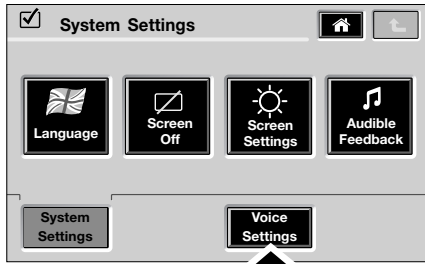 System Settings
Language
Screen
Off
Screen
Settings
Audible
Feedback
System
Settings
Voice
Settings